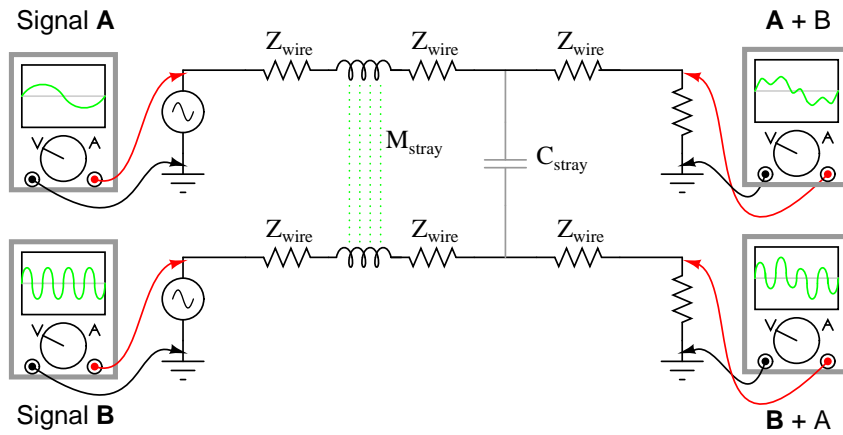 Signal A
A + B
Zwire Zwire Zwire
V A
V A
Mstray
Cstray
Zwire Zwire Zwire
V A
V A
Signal B
B + A